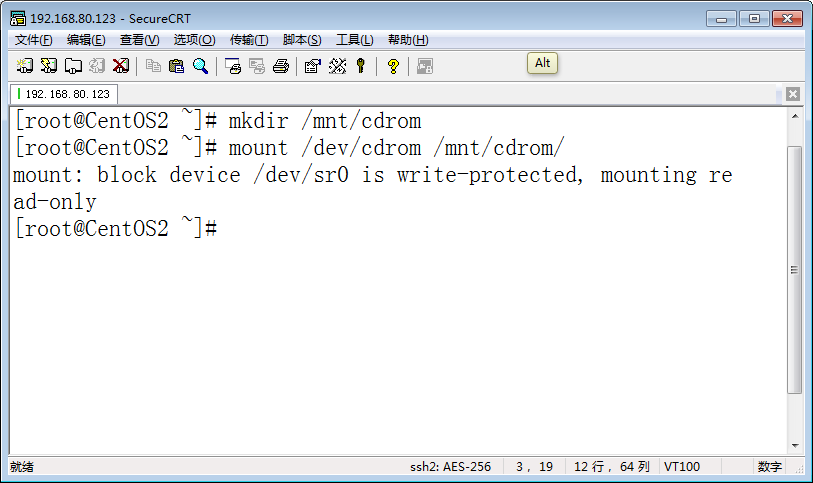 192.168.80.123 - SecureCRT
文件(F) 编辑(E) 查看(V) 选项(O) 传输(T) 脚本(S) 工具(L) 帮助(H)
Alt
192.168.80.123
[root@CentOS2 ~]# mkdir /mnt/cdrom
[root@CentOS2 ~]# mount /dev/cdrom /mnt/cdrom/
mount: block device /dev/sr0 is write-protected, mounting re
ad-only
[root@CentOS2 ~]#
就绪 ssh2: AES-256 3, 19 12 行, 64 列 VT100 数字